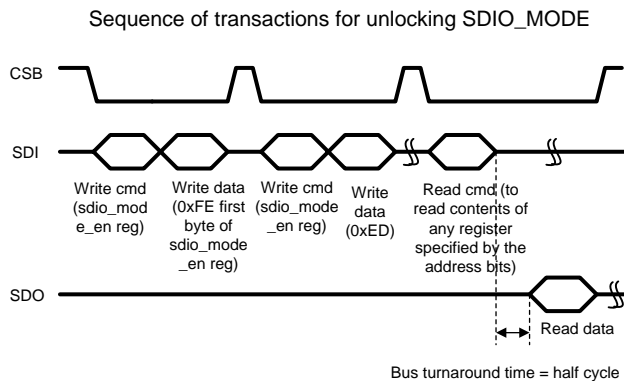 Sequence of transactions for unlocking SDIO_MODE
CSB
SDI
Write cmd
(sdio_mod
e_en reg)
Write data
(0xFE first
byte of
sdio_mode
_en reg)
Write cmd
(sdio_mode
_en reg)
Write
data
(0xED)
Read cmd (to
read contents of
any register
specified by the
address bits)
SDO
Read data
Bus turnaround time = half cycle